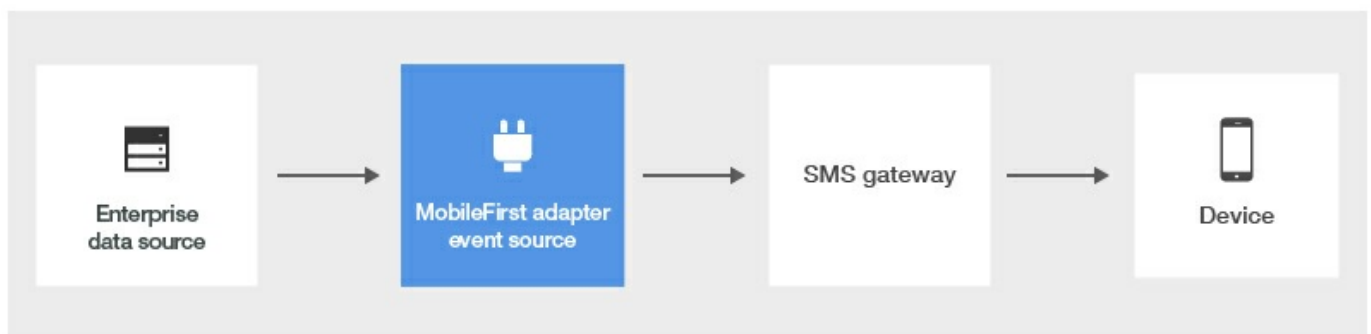 Enterprise
data source
MobileFirst adapter
event source
SMS gateway
Device